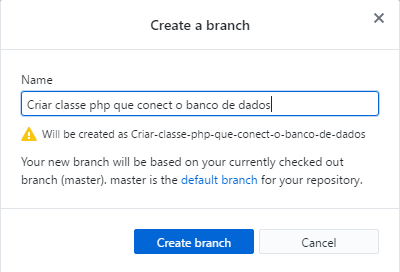 Create a branch
Name
Criar classe php que conect o banco de dados
Will be created as Criar-classe-php-que-conect-o-banco-de-dados
Your new branch will be based on your currently checked out
branch (master). master is the default branch for your repository.
Create branch
Cancel